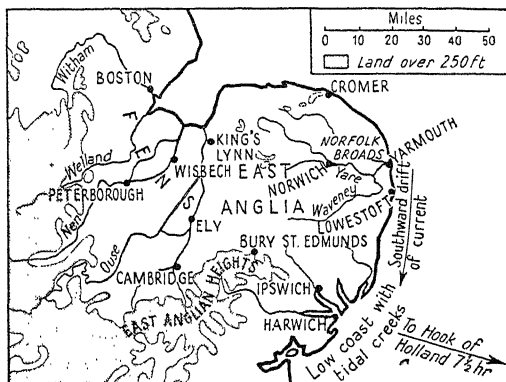 Miles
0 10 20 30 40 50
Land over 250 ft
Witham
BOSTON
CROMER
F
E
N
S
KING'S
LYNN
NORFOLK
BROADS
YARMOUTH
Welland
WISBECH
EAST
PETERBOROUGH
NORWICH
Yare
Nen
ANGLIA
Waveney
LOWESTOFT
Southward drift
of current
ELY
Ouse
BURY ST. EDMUNDS
CAMBRIDGE
EAST ANGLIAN HEIGHTS
IPSWICH
HARWICH
Low coast with
tidal creeks
To Hook of
Holland 7½ hr